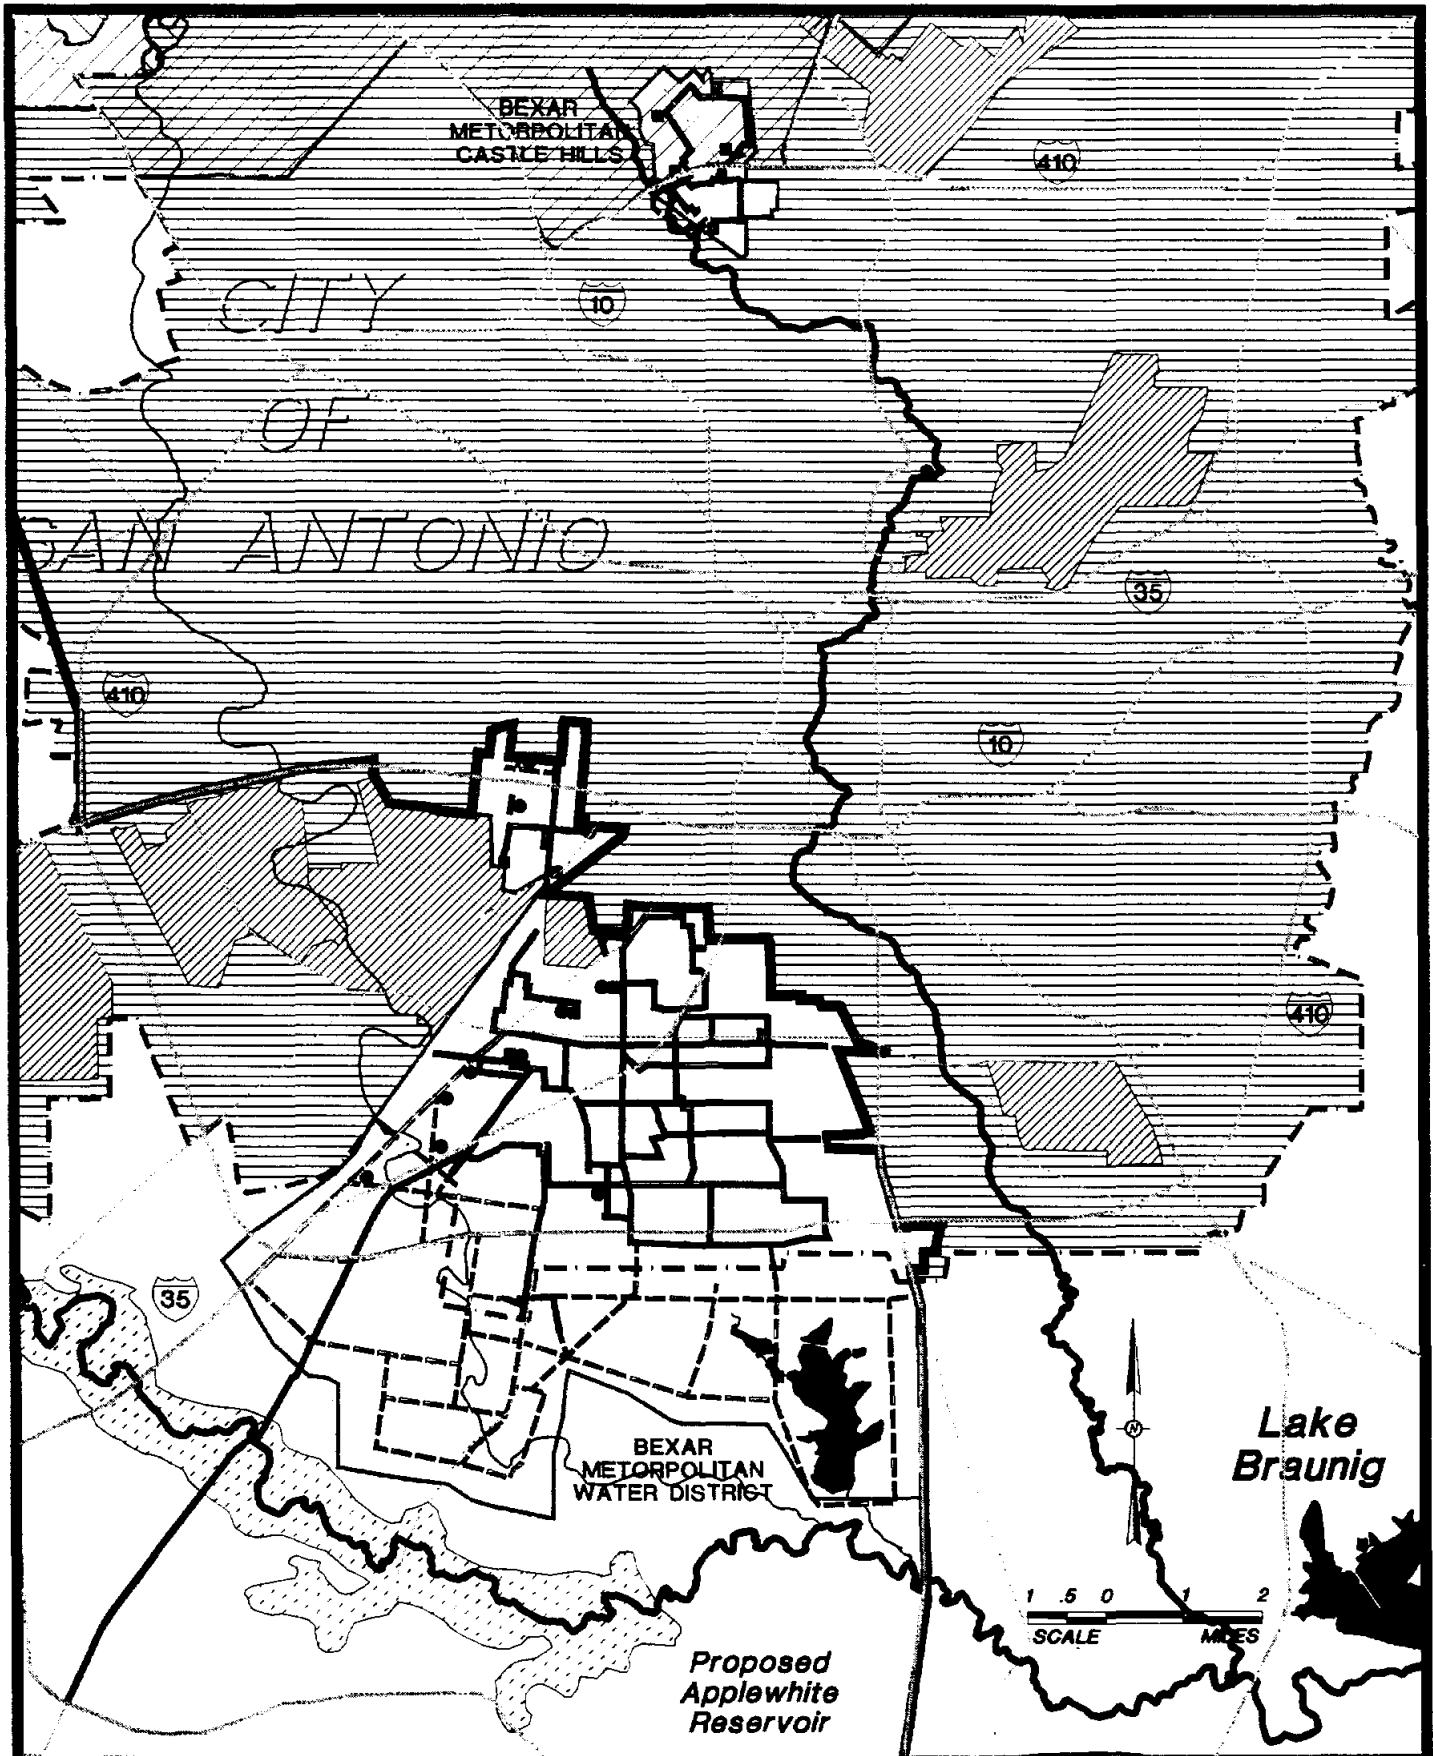 BEXAR
METORPOLITAN
CASTLE HILLS
410
CITY
10
OF
SAN ANTONIO
35
410
10
410
35
Lake
Braunig
BEXAR
METORPOLITAN
WATER DISTRICT
N
1 .5 0 1 2
SCALE MILES
Proposed
Applewhite
Reservoir